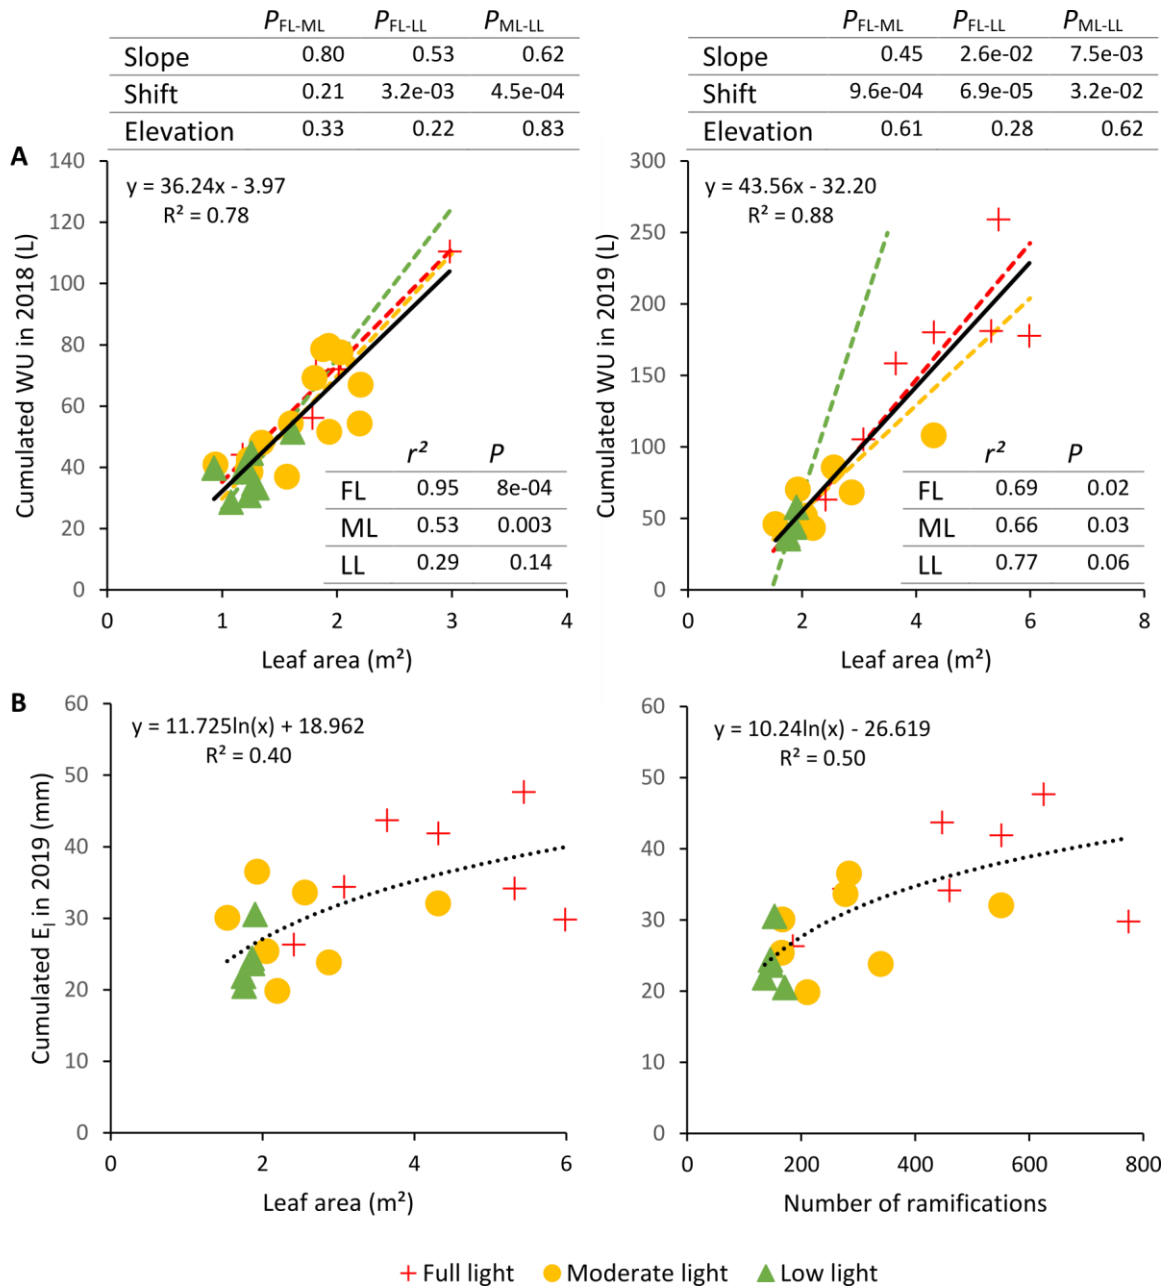 P_FL-ML P_FL-LL P_ML-LL
Slope 0.80 0.53 0.62
Shift 0.21 3.2e-03 4.5e-04
Elevation 0.33 0.22 0.83
P_FL-ML P_FL-LL P_ML-LL
Slope 0.45 2.6e-02 7.5e-03
Shift 9.6e-04 6.9e-05 3.2e-02
Elevation 0.61 0.28 0.62
A
Cumulated WU in 2018 (L)
140
120
100
80
60
40
20
0
y = 36.24x - 3.97
R² = 0.78
r² P
FL 0.95 8e-04
ML 0.53 0.003
LL 0.29 0.14
0 1 2 3 4
Leaf area (m²)
Cumulated WU in 2019 (L)
300
250
200
150
100
50
0
y = 43.56x - 32.20
R² = 0.88
r² P
FL 0.69 0.02
ML 0.66 0.03
LL 0.77 0.06
0 2 4 6 8
Leaf area (m²)
B
Cumulated E_I in 2019 (mm)
60
50
40
30
20
10
0
y = 11.725ln(x) + 18.962
R² = 0.40
0 2 4 6
Leaf area (m²)
60
50
40
30
20
10
0
y = 10.24ln(x) - 26.619
R² = 0.50
0 200 400 600 800
Number of ramifications
Full light Moderate light Low light